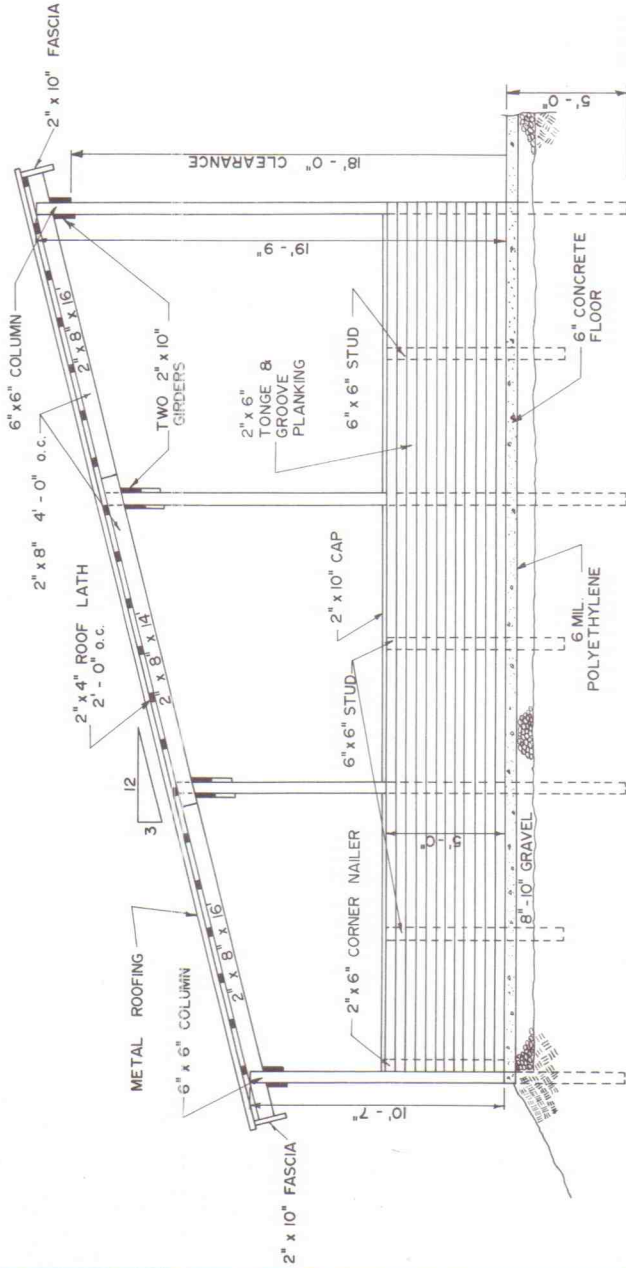 2" x 10" FASCIA
6" x 6" COLUMN
2" x 8" 4' - 0" o.c.
2" x 8" x 16'
2" x 4" ROOF LATH
2' - 0" o.c.
2" x 8" x 14'
12
3
METAL ROOFING
6" x 6" COLUMN
2" x 8" x 16'
2" x 10" FASCIA
TWO 2" x 10"
GIRDERS
18' - 0" CLEARANCE
19' - 9"
10' - 7"
2" x 6"
TONGE &
GROOVE
PLANKING
6" x 6" STUD
2" x 10" CAP
6" x 6" STUD
2" x 6" CORNER NAILER
5' - 0"
5' - 0"
6" CONCRETE
FLOOR
6 MIL.
POLYETHYLENE
8" - 10" GRAVEL